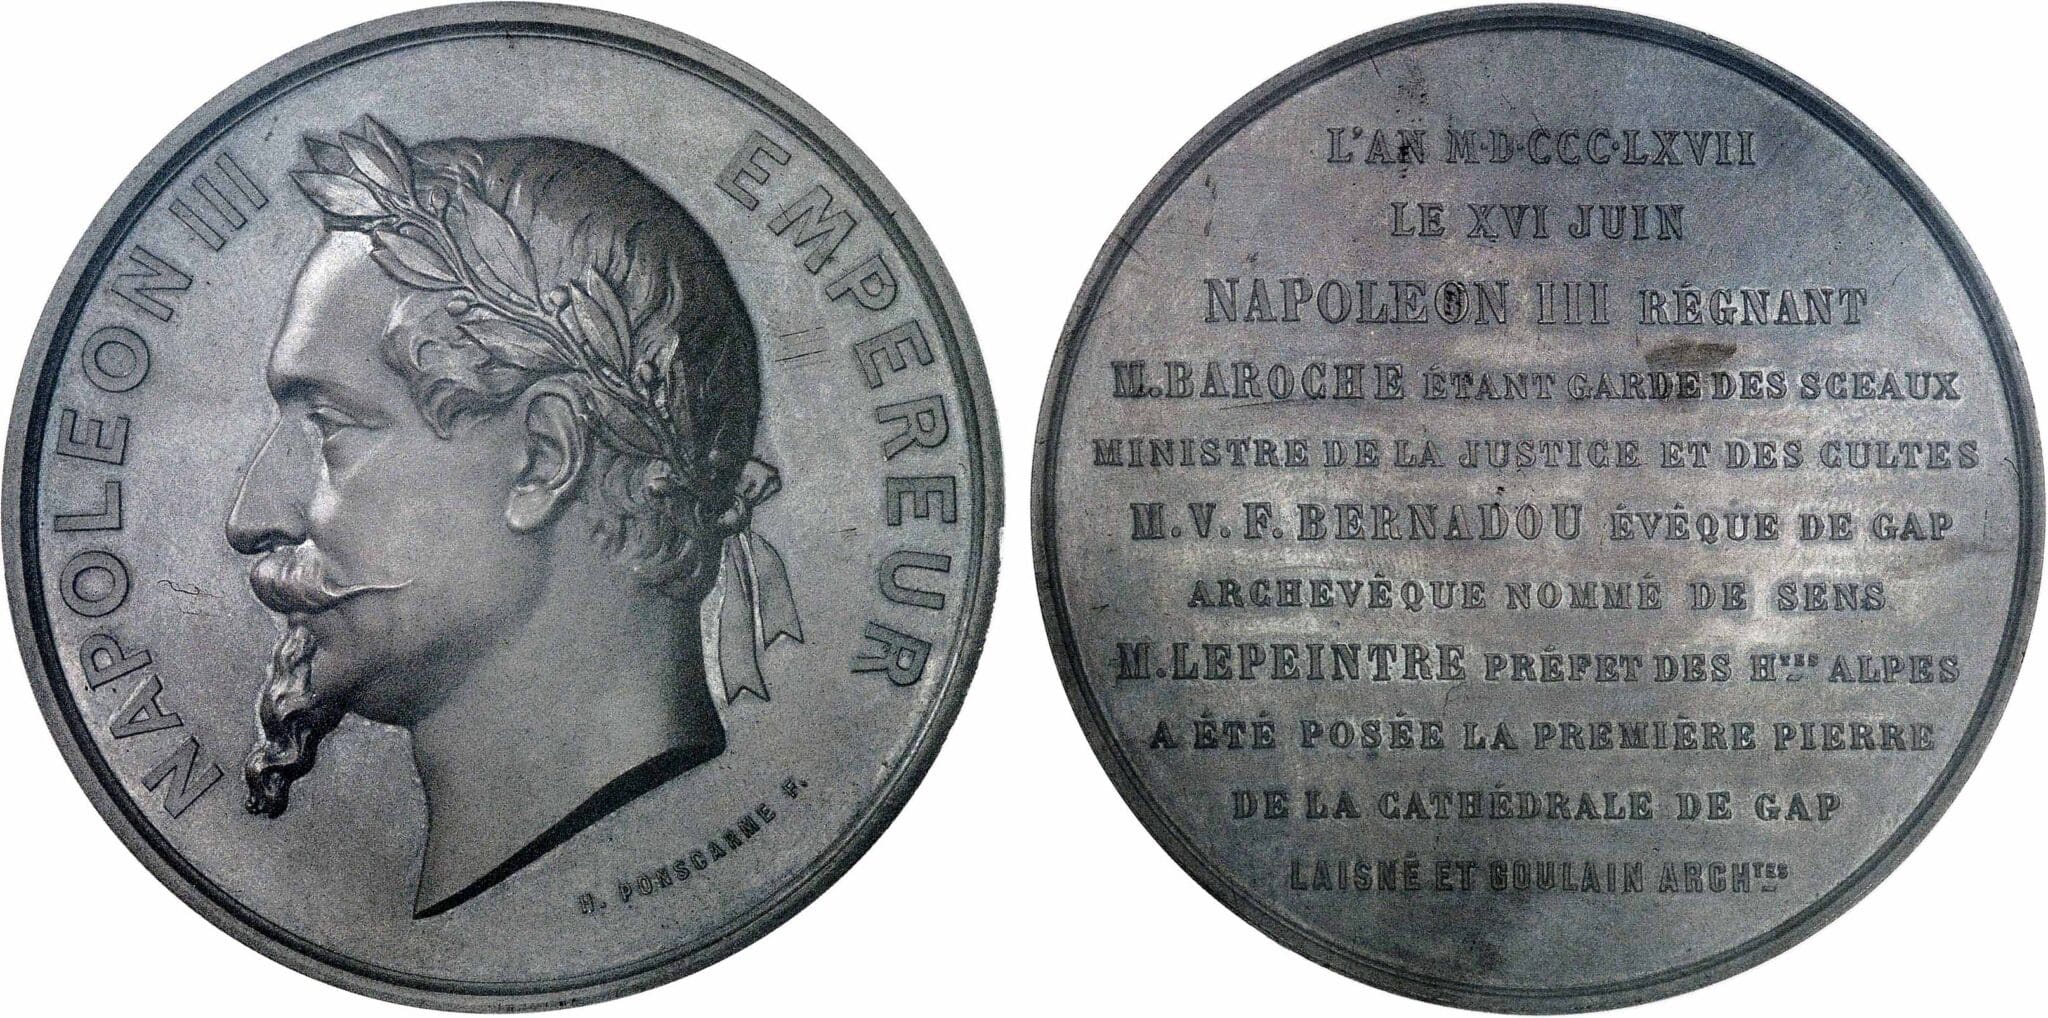 NAPOLEON III EMPEREUR
H. PONSCARME F.
L'AN M·D·CCC·LXVII
LE XVI JUIN
NAPOLEON III RÉGNANT
M. BAROCHE ÉTANT GARDE DES SCEAUX
MINISTRE DE LA JUSTICE ET DES CULTES
M. V. F. BERNADOU ÉVÊQUE DE GAP
ARCHEVÊQUE NOMMÉ DE SENS
M. LEPEINTRE PRÉFET DES HTES ALPES
A ÉTÉ POSÉE LA PREMIÈRE PIERRE
DE LA CATHÉDRALE DE GAP
LAISNÉ ET GOULAIN ARCHTES